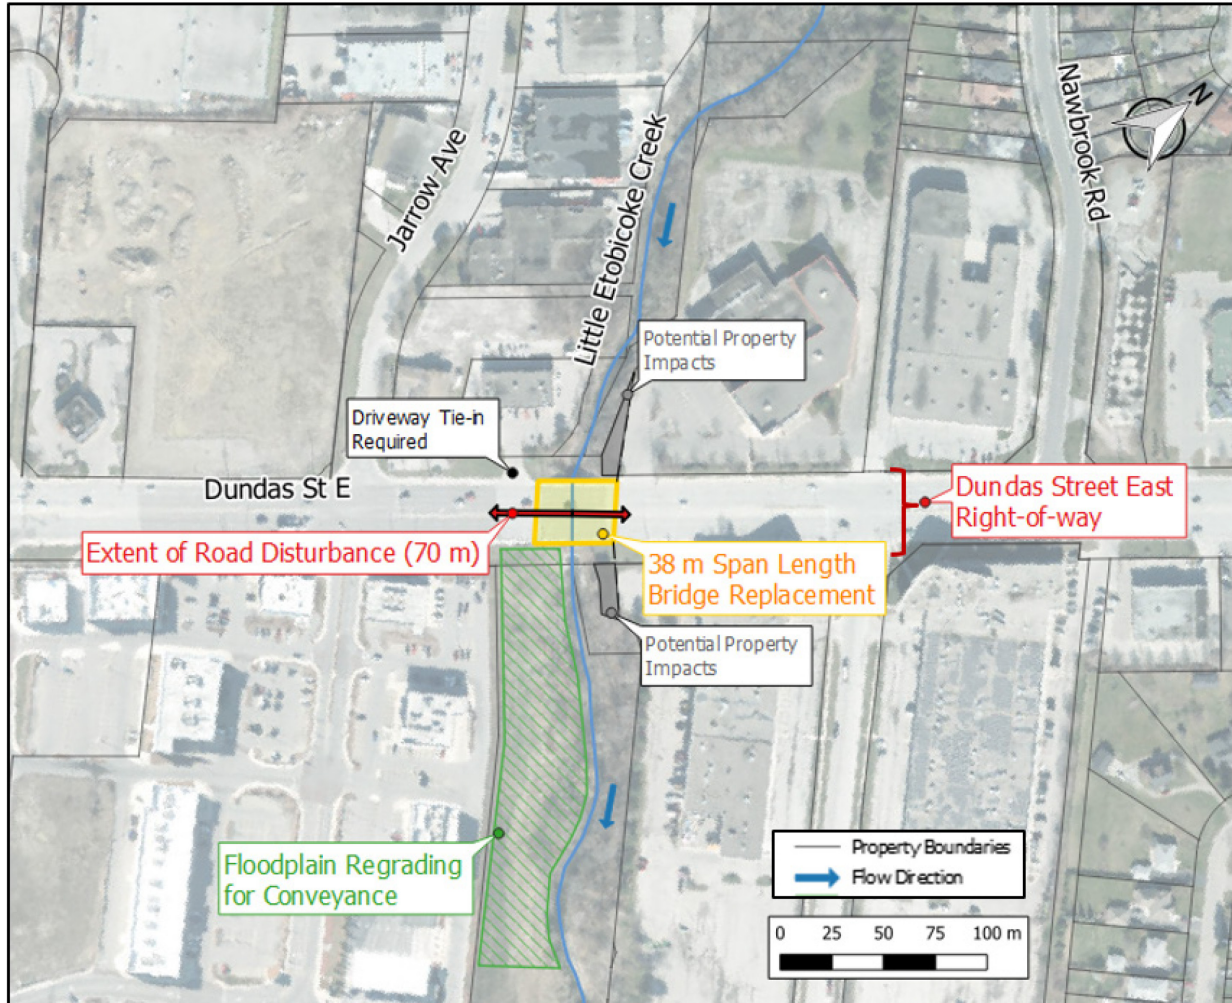 N
Nawbrook Rd
Jarrow Ave
Little Etobicoke Creek
Potential Property
Impacts
Driveway Tie-in
Required
Dundas St E
Dundas Street East
Right-of-way
Extent of Road Disturbance (70 m)
38 m Span Length
Bridge Replacement
Potential Property
Impacts
Floodplain Regrading
for Conveyance
Property Boundaries
Flow Direction
0 25 50 75 100 m